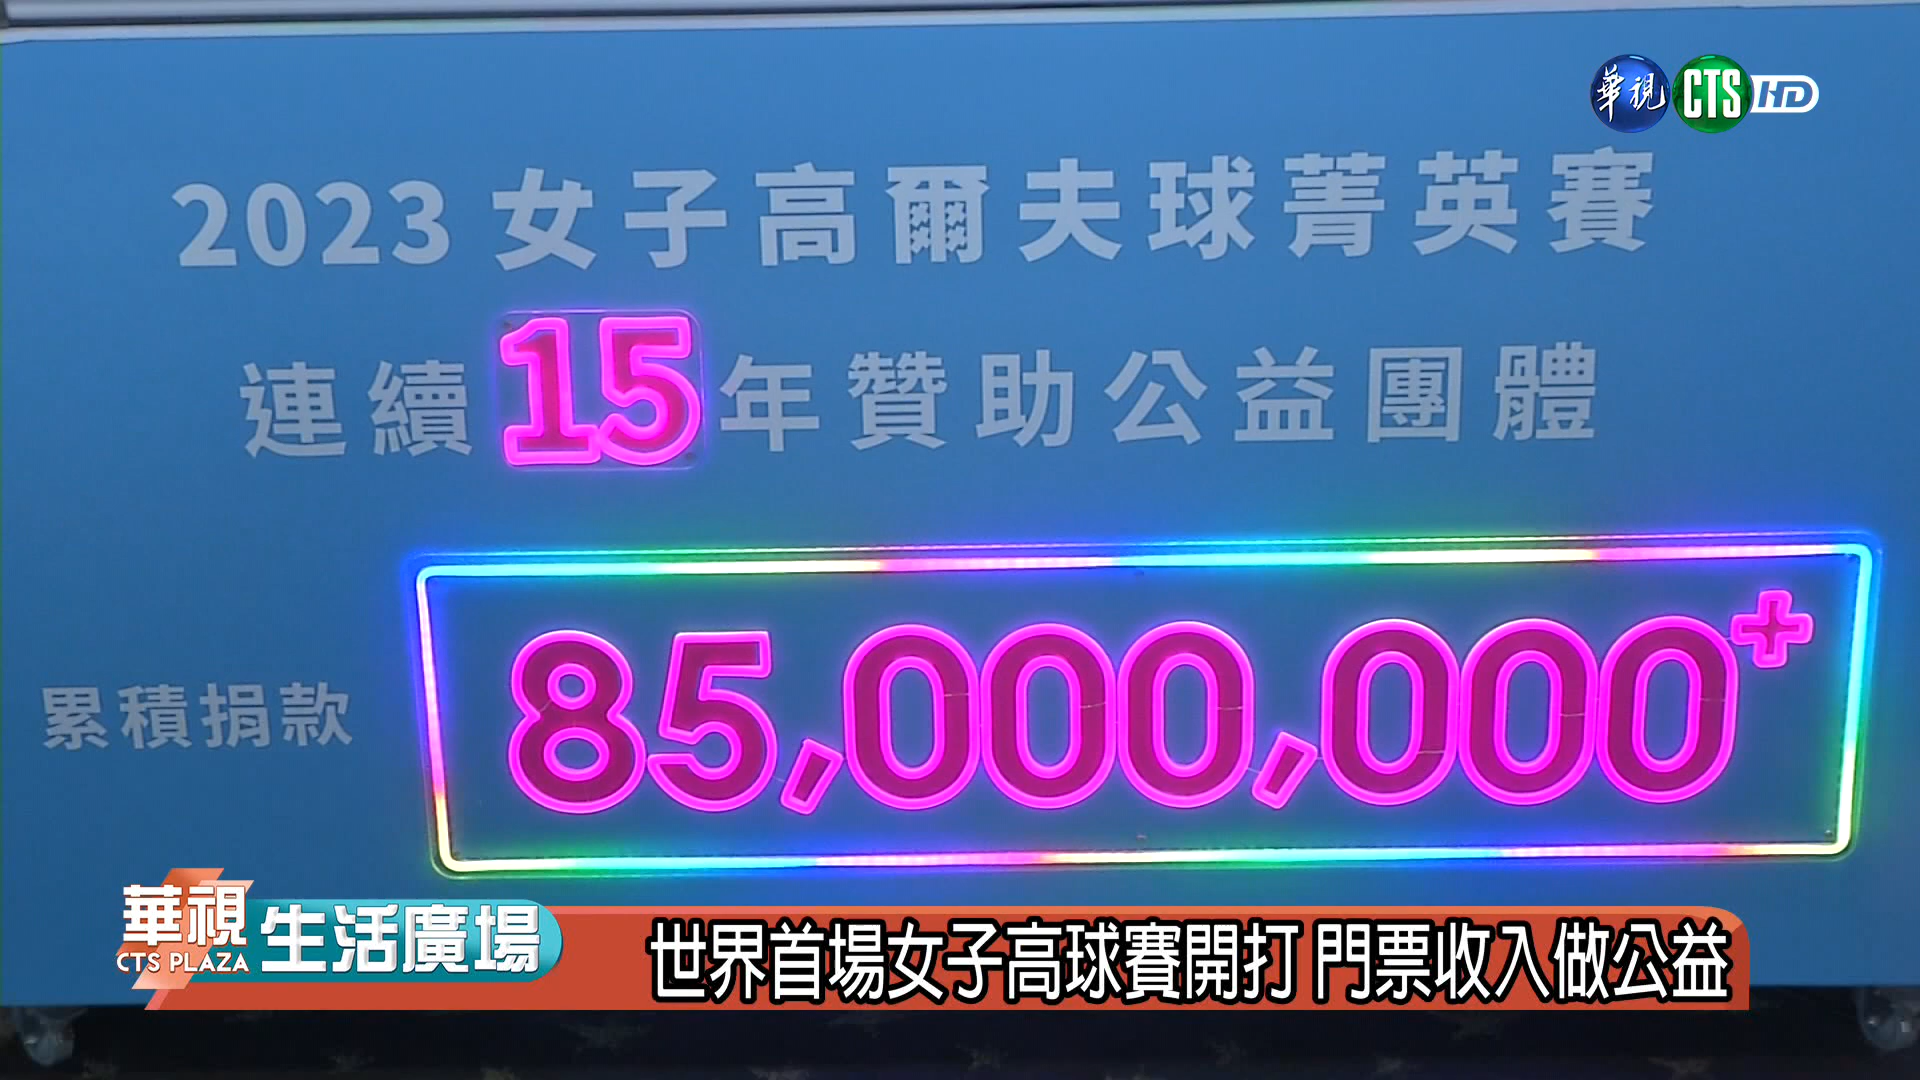 華視 CTS HD
2023 女子高爾夫球菁英賽
連續15年贊助公益團體
累積捐款 85,000,000+
華視 生活廣場
CTS PLAZA
世界首場女子高球賽開打 門票收入做公益